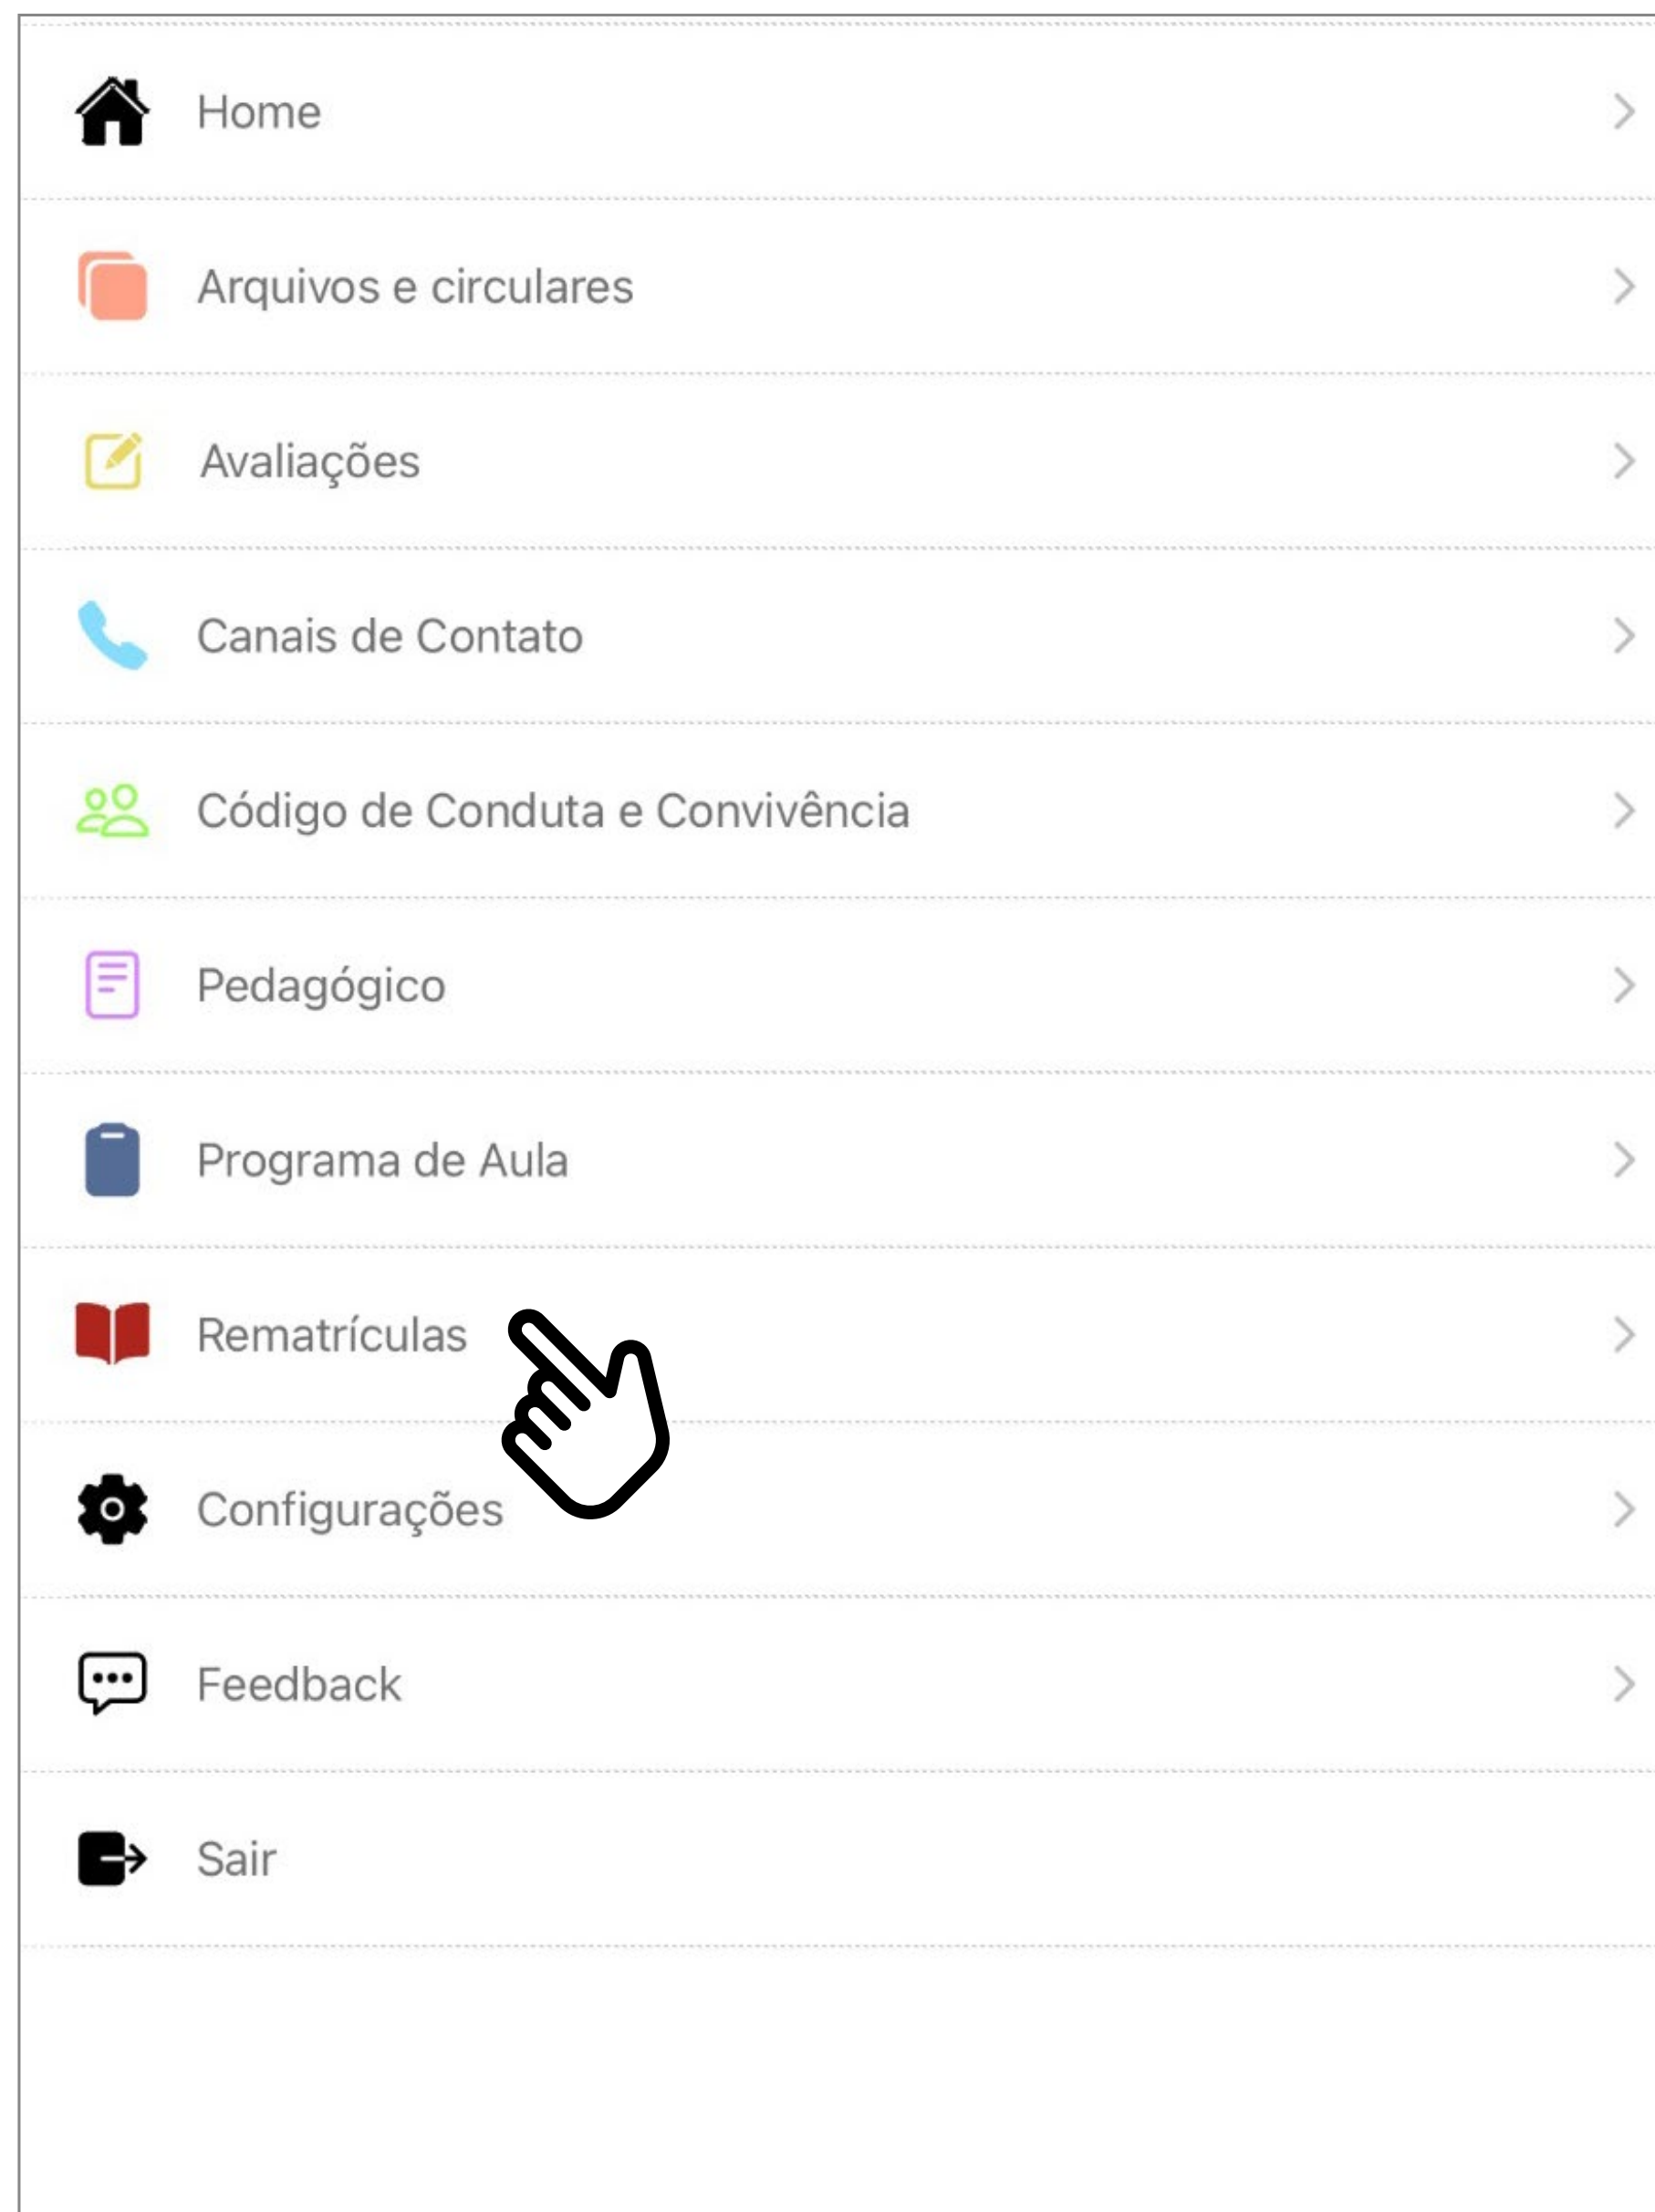 Home
Arquivos e circulares
Avaliações
Canais de Contato
Código de Conduta e Convivência
Pedagógico
Programa de Aula
Rematrículas
Configurações
Feedback
Sair